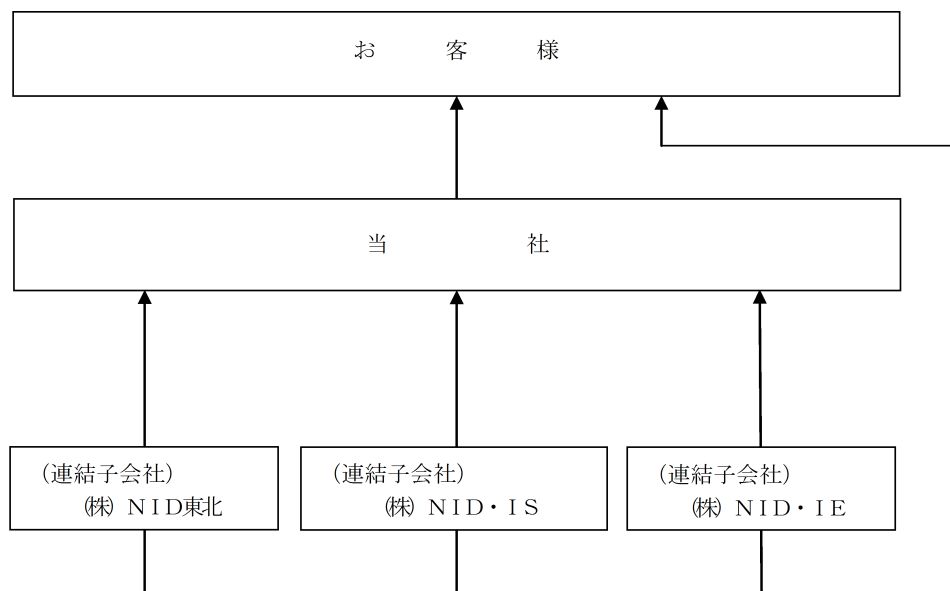 お客様
当社
（連結子会社）
㈱ ＮＩＤ東北
（連結子会社）
㈱ ＮＩＤ・ＩＳ
（連結子会社）
㈱ ＮＩＤ・ＩＥ